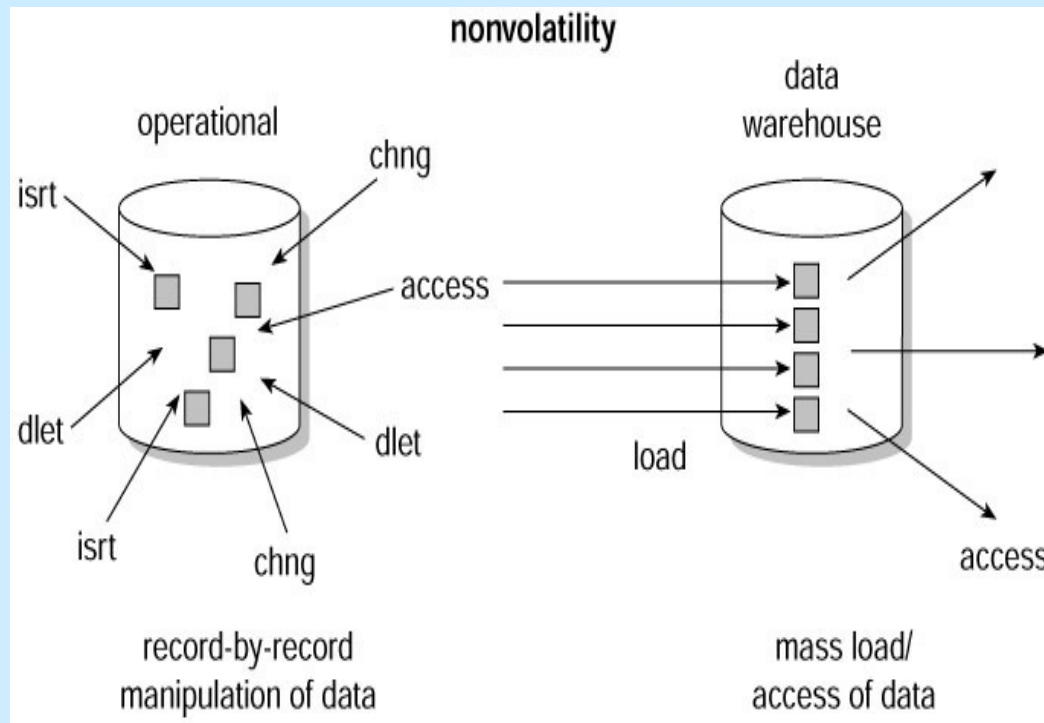 nonvolatility
operational
isrt
chng
access
dlet
dlet
isrt
chng
record-by-record
manipulation of data
data
warehouse
load
access
mass load/
access of data